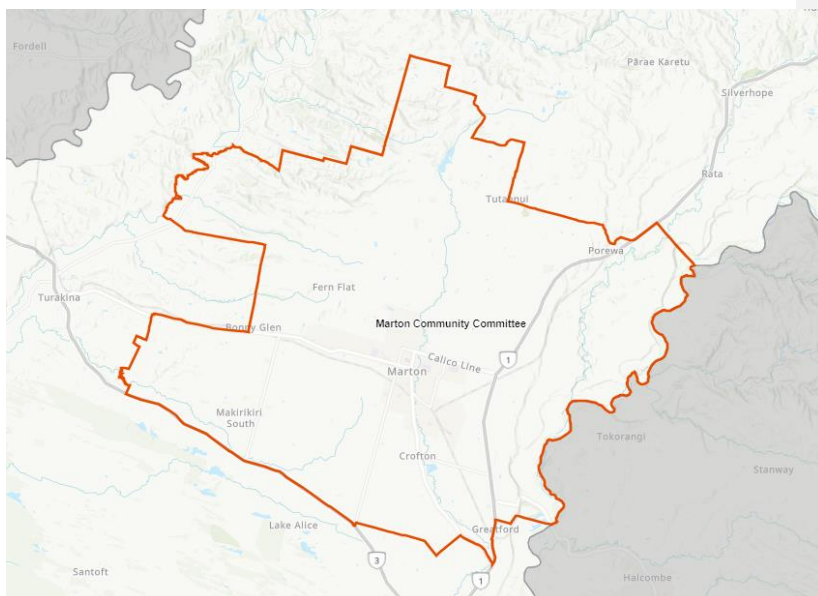 Fordell
Pārae Karetu
Silverhope
Rata
Tutaenui
Porewa
Turakina
Fern Flat
Bonny Glen
Marton Community Committee
Calico Line
1
Marton
Makirikiri
South
Tokorangi
Crofton
Stanway
Lake Alice
Greatford
3
1
Santoft
Halcombe